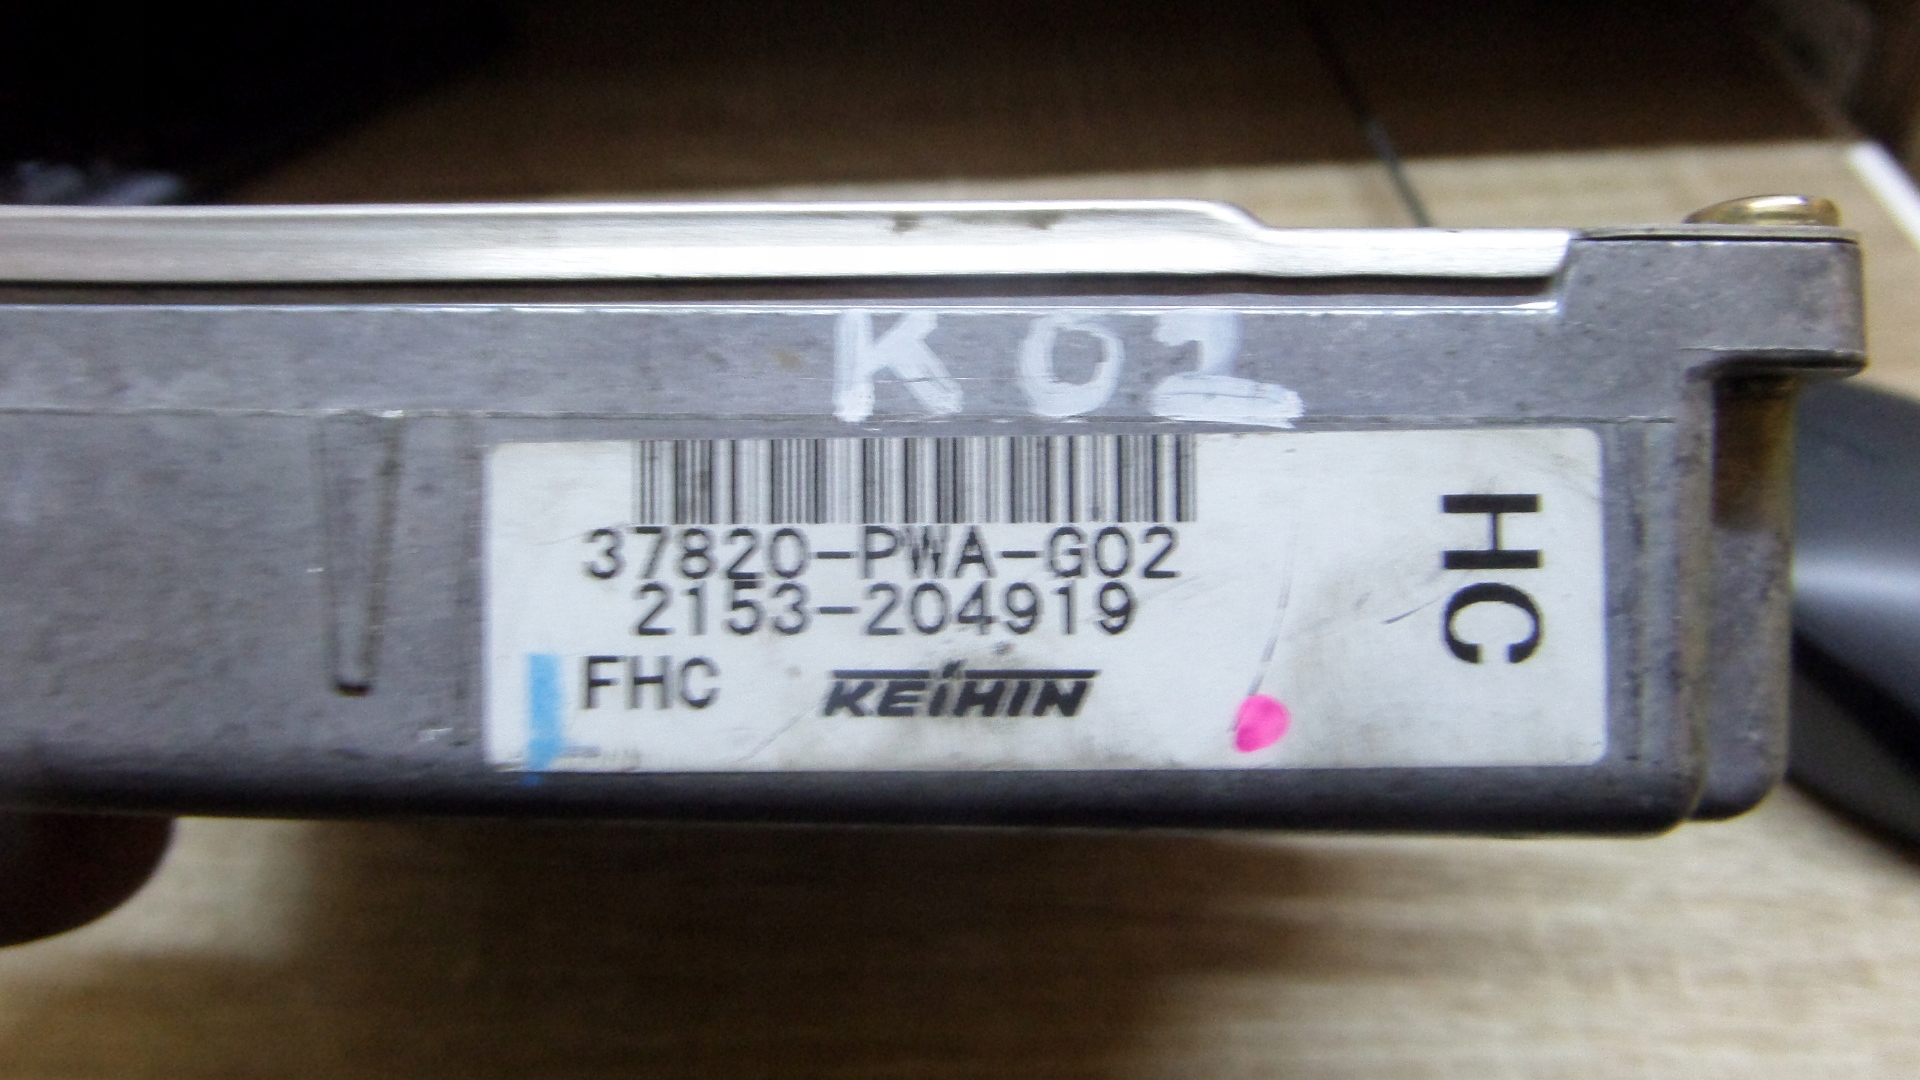 K02
37820-PWA-G02
2153-204919
FHC KEIHIN
HC